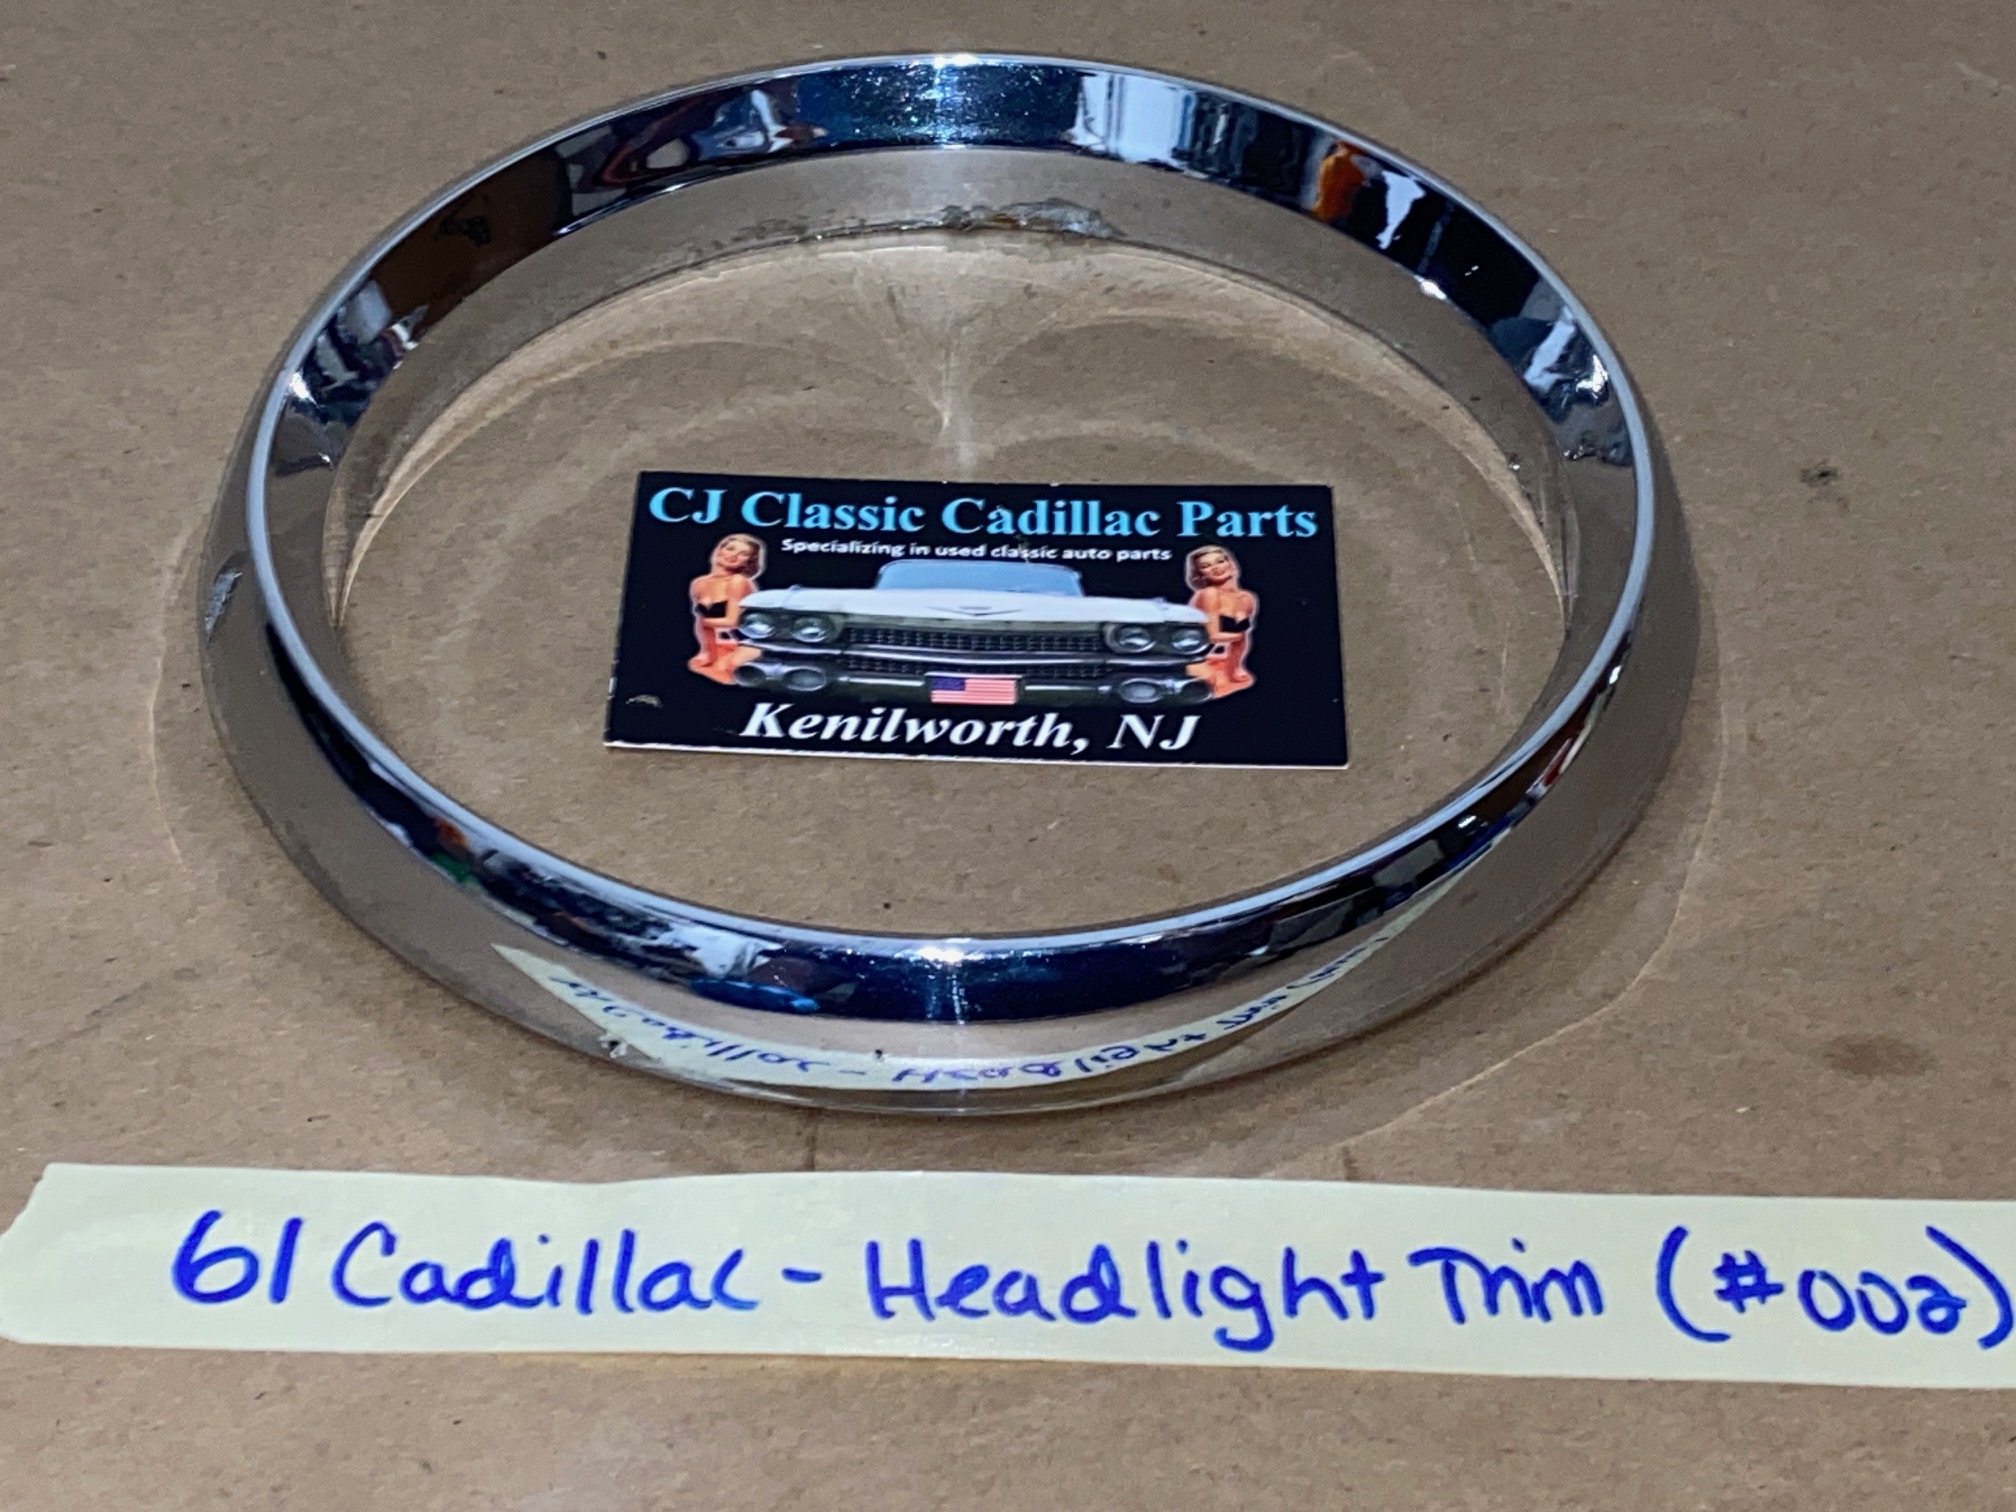 CJ Classic Cadillac Parts
Specializing in used classic auto parts
Kenilworth, NJ
61 Cadillac - Headlight Trim (#002)